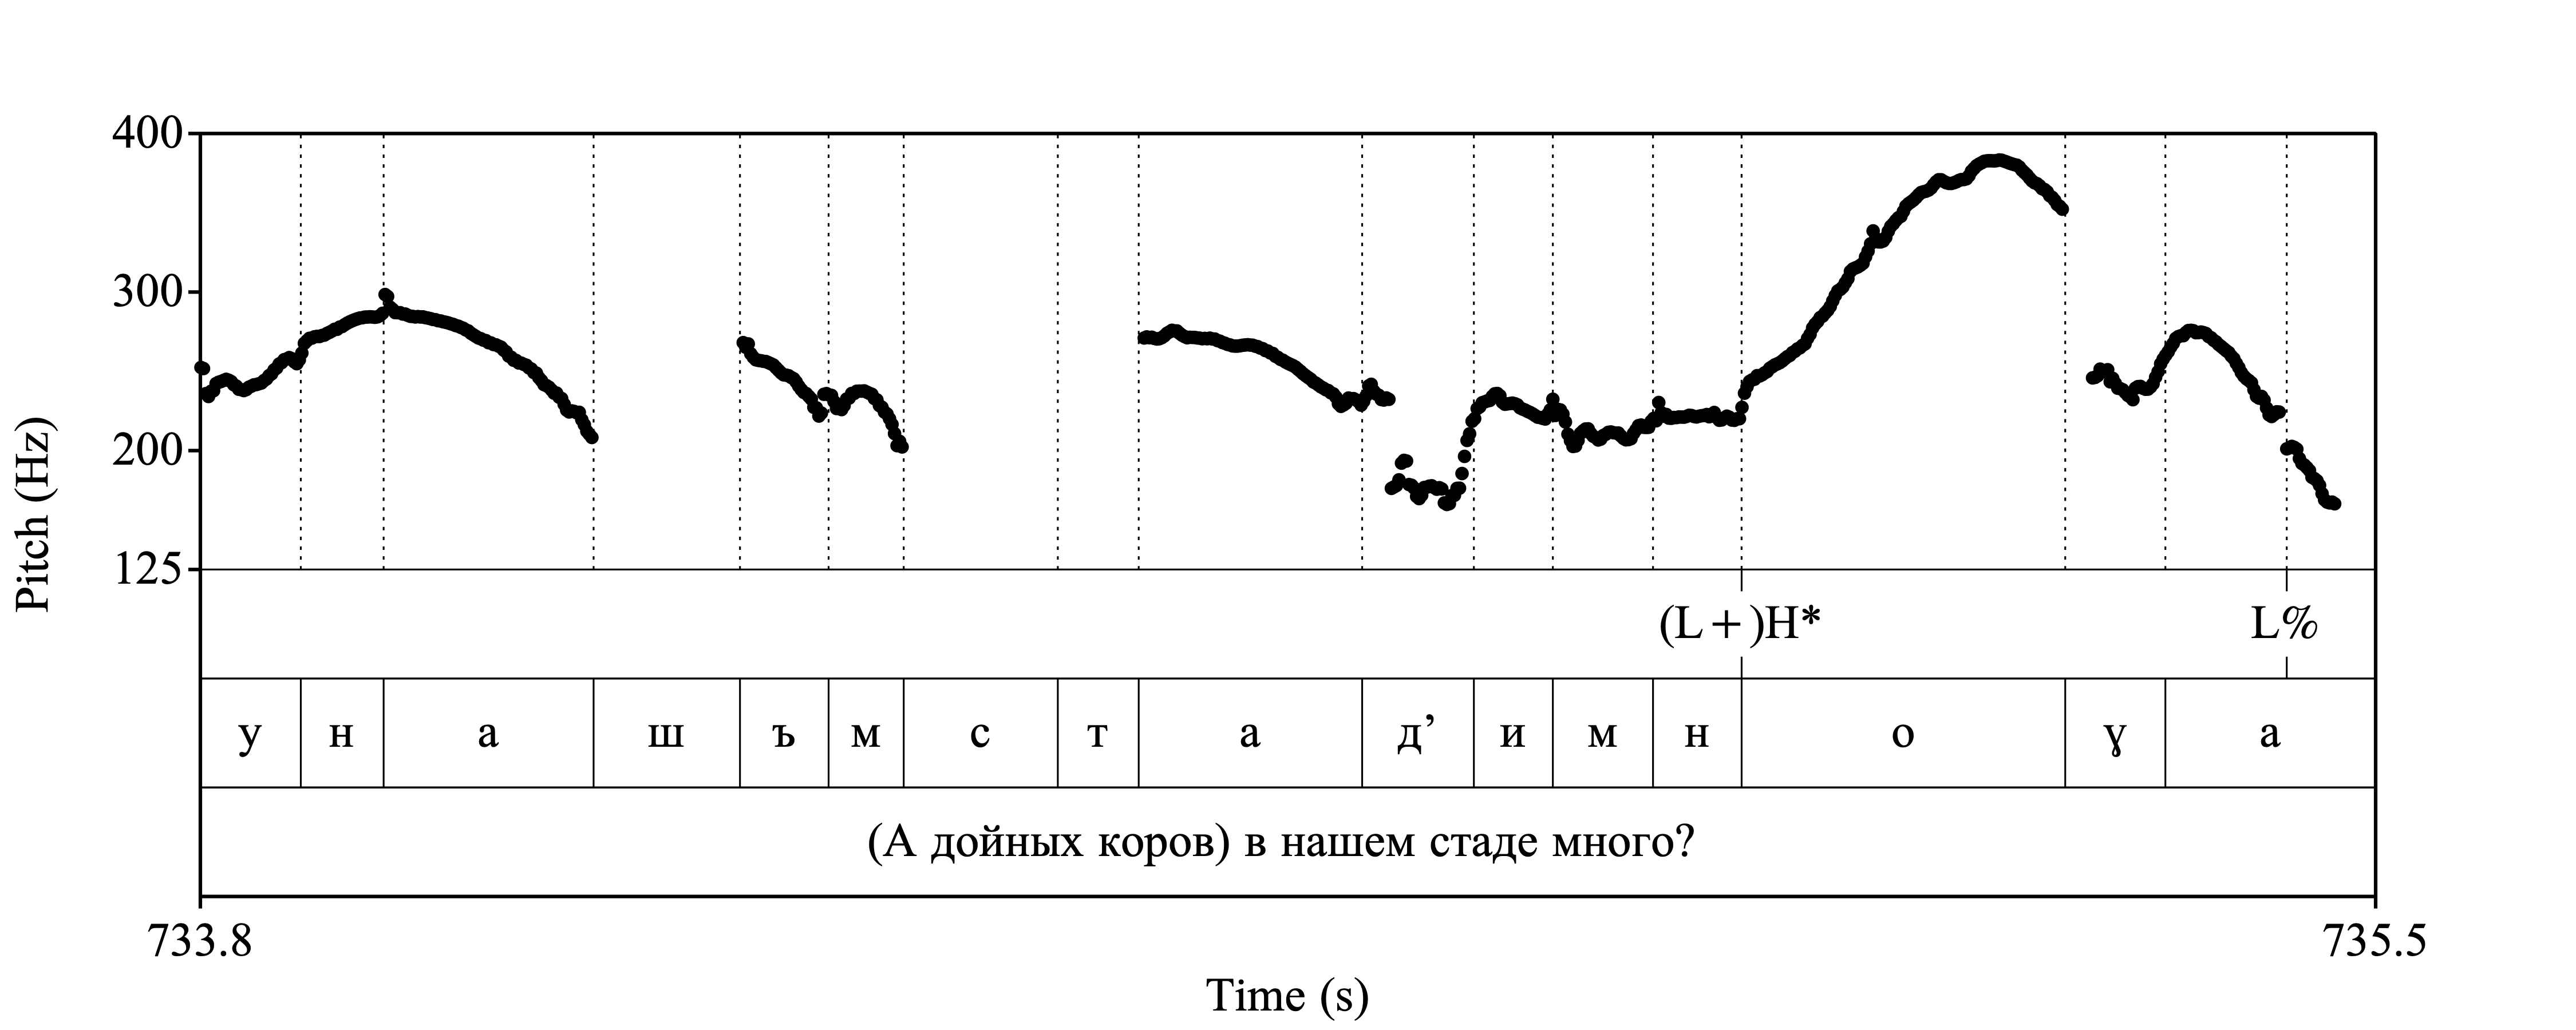 400
300
200
125
Pitch (Hz)
(L+)H* L%
у н а ш ъ м с т а д’ и м н о ɣ а
(А дойных коров) в нашем стаде много?
733.8 735.5
Time (s)